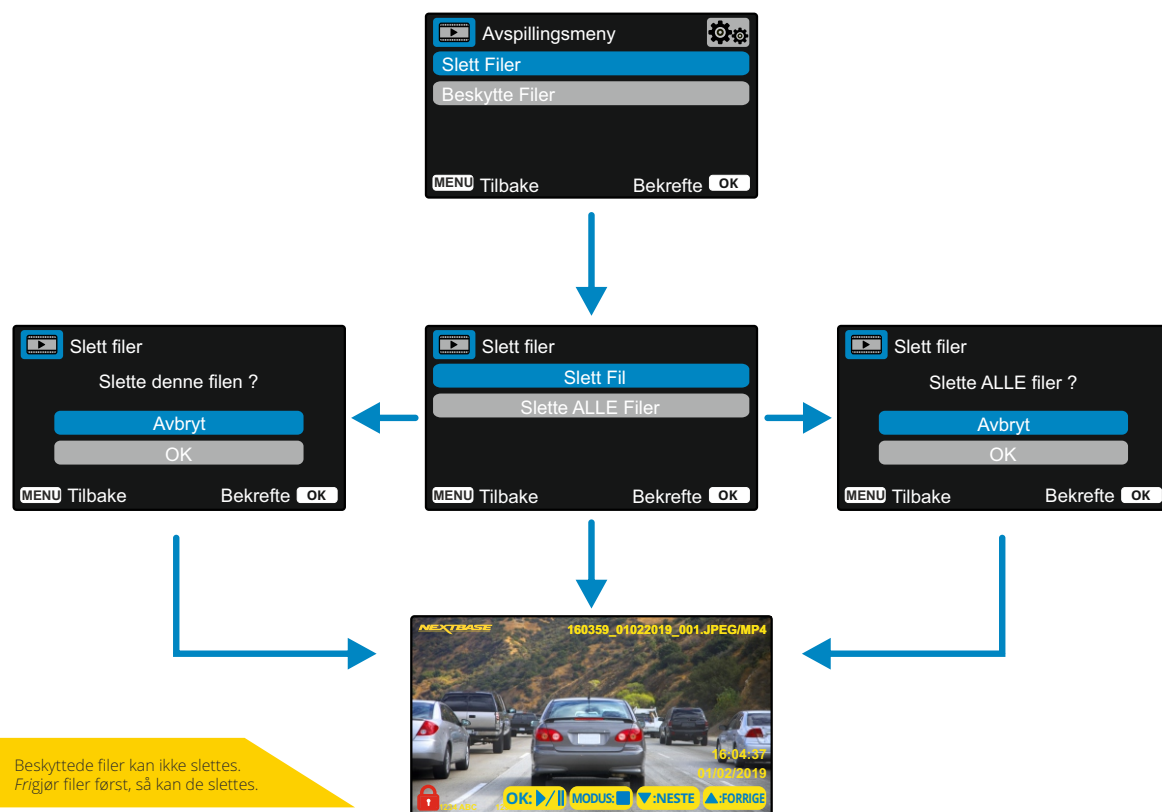 Avspillingsmeny
Slett Filer
Beskytte Filer
MENU Tilbake Bekrefte OK
Slett filer
Slette denne filen ?
Avbryt
OK
MENU Tilbake Bekrefte OK
Slett filer
Slett Fil
Slette ALLE Filer
MENU Tilbake Bekrefte OK
Slett filer
Slette ALLE filer ?
Avbryt
OK
MENU Tilbake Bekrefte OK
NEXTBASE 160359_01022019_001.JPEG/MP4
16:04:37
01/02/2019
OK: MODUS: :NESTE :FORRIGE
Beskyttede filer kan ikke slettes.
Frigjør filer først, så kan de slettes.